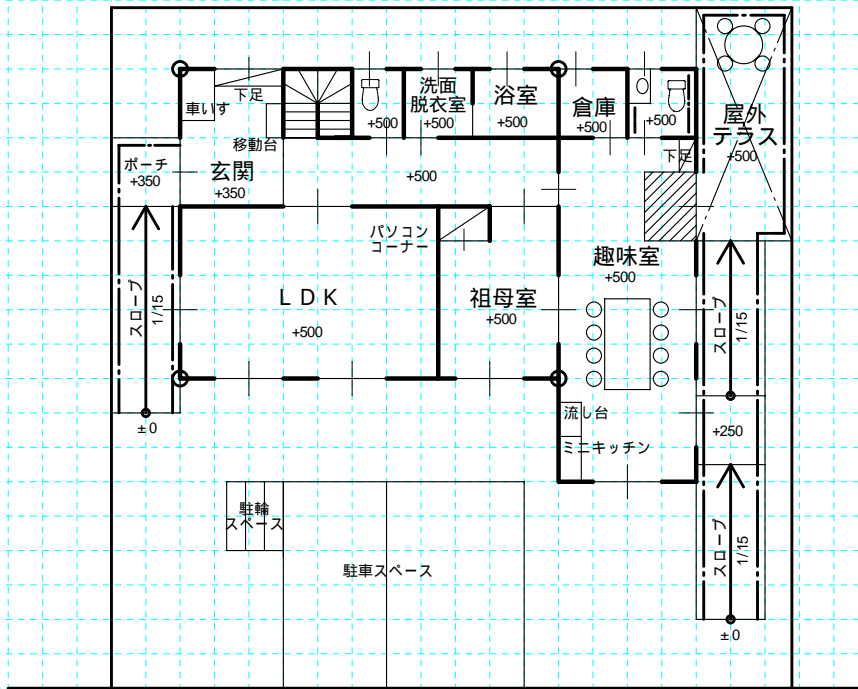 下足
車いす
移動台
ポーチ
+350
玄関
+350
+500
洗面
脱衣室
+500
浴室
+500
倉庫
+500
+500
下足
屋外
テラス
+500
+500
パソコン
コーナー
ＬＤＫ
+500
祖母室
+500
趣味室
+500
スロープ
1/15
±0
スロープ
1/15
流し台
ミニキッチン
+250
スロープ
1/15
±0
駐輪
スペース
駐車スペース